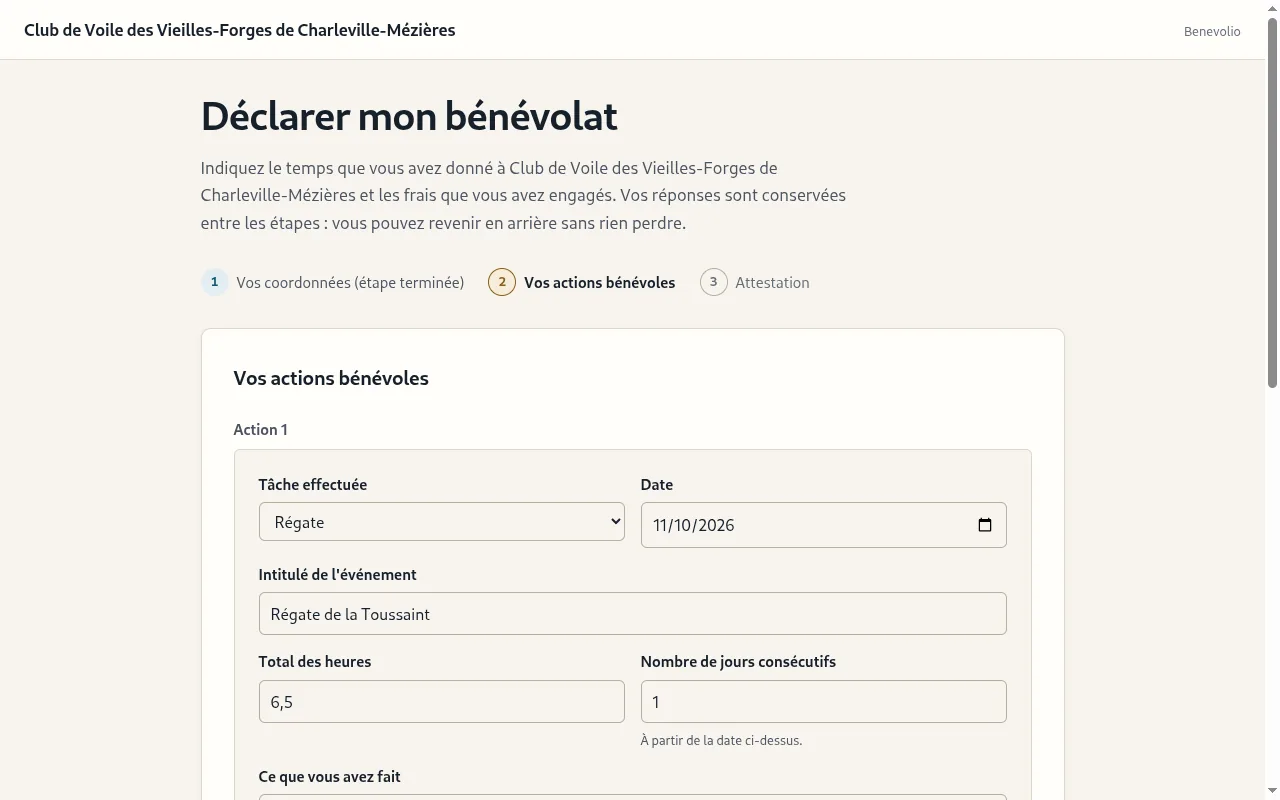 Club de Voile des Vieilles-Forges de Charleville-Mézières
Benevolio
Déclarer mon bénévolat
Indiquez le temps que vous avez donné à Club de Voile des Vieilles-Forges de
Charleville-Mézières et les frais que vous avez engagés. Vos réponses sont conservées
entre les étapes : vous pouvez revenir en arrière sans rien perdre.
1 Vos coordonnées (étape terminée)
2 Vos actions bénévoles
3 Attestation
Vos actions bénévoles
Action 1
Tâche effectuée
Date
Régate
11/10/2026
Intitulé de l'événement
Régate de la Toussaint
Total des heures
Nombre de jours consécutifs
6,5
1
À partir de la date ci-dessus.
Ce que vous avez fait